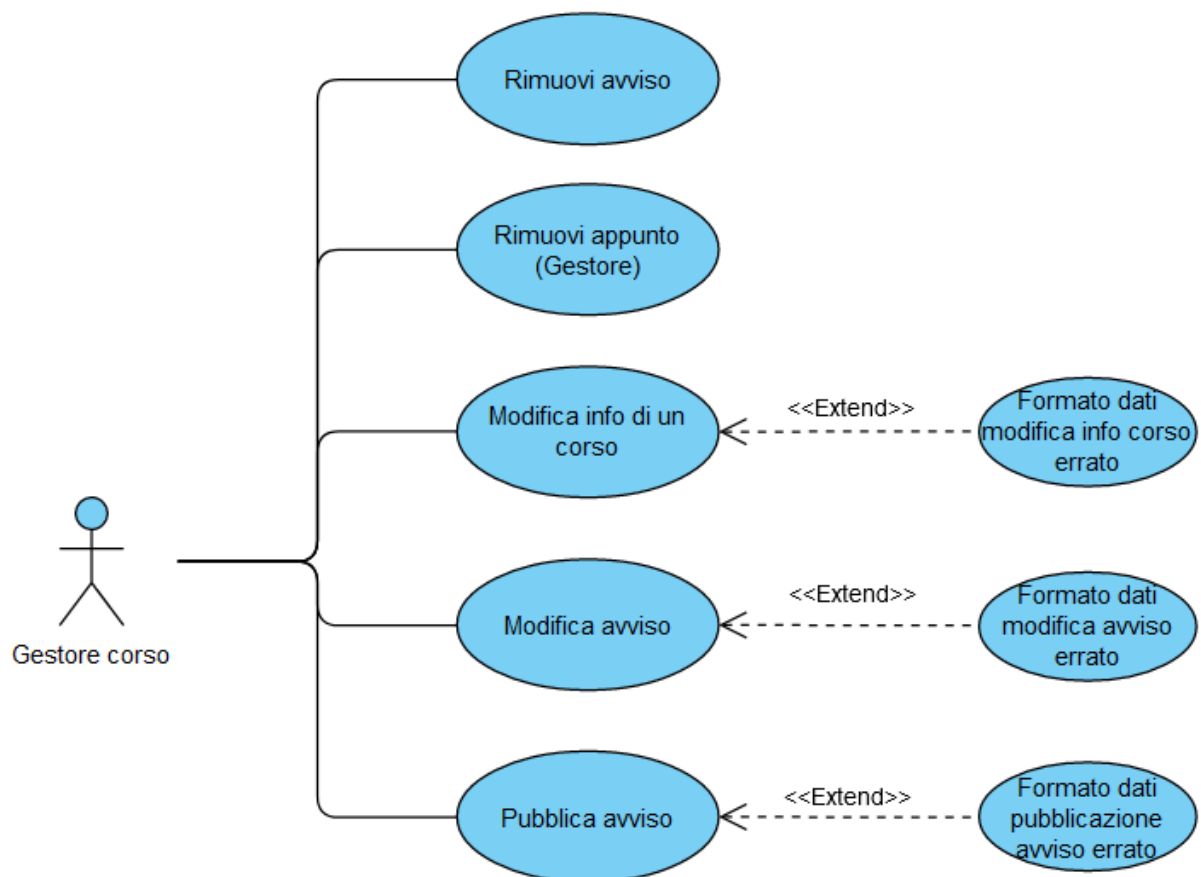 Rimuovi avviso
Rimuovi appunto
(Gestore)
Modifica info di un
corso
<<Extend>>
Formato dati
modifica info corso
errato
Gestore corso
Modifica avviso
<<Extend>>
Formato dati
modifica avviso
errato
Pubblica avviso
<<Extend>>
Formato dati
pubblicazione
avviso errato